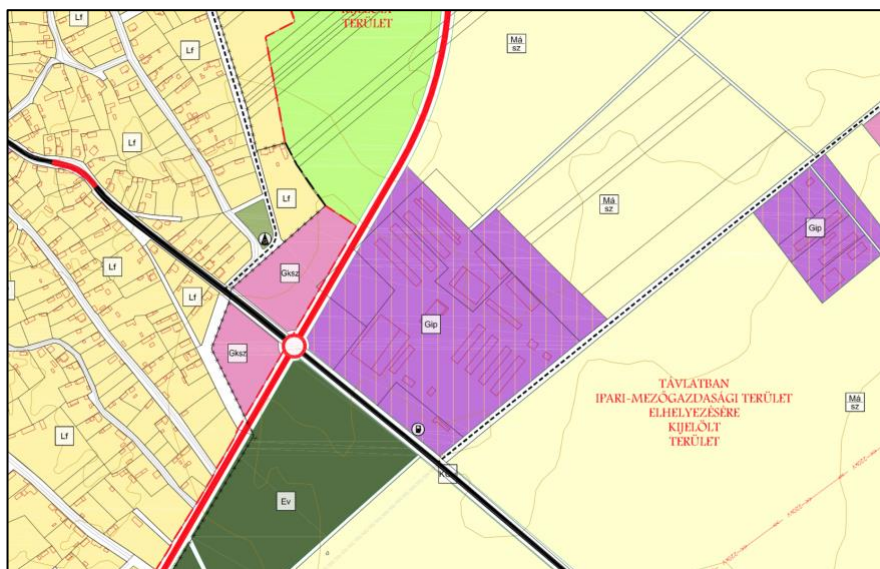 TERÜLET
Lf
Lf
Má
sz
Lf
Lf
Má
sz
Gip
Lf
Gksz
Lf
Gip
Gksz
TÁVLATBAN
IPARI-MEZŐGAZDASÁGI TERÜLET
ELHELYEZÉSÉRE
KIJELÖLT
TERÜLET
Má
sz
Lf
Ev